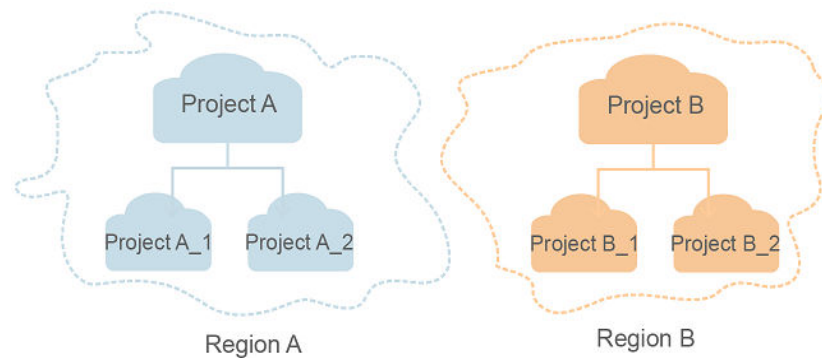 Project A
Project B
Project A_1
Project A_2
Project B_1
Project B_2
Region A
Region B